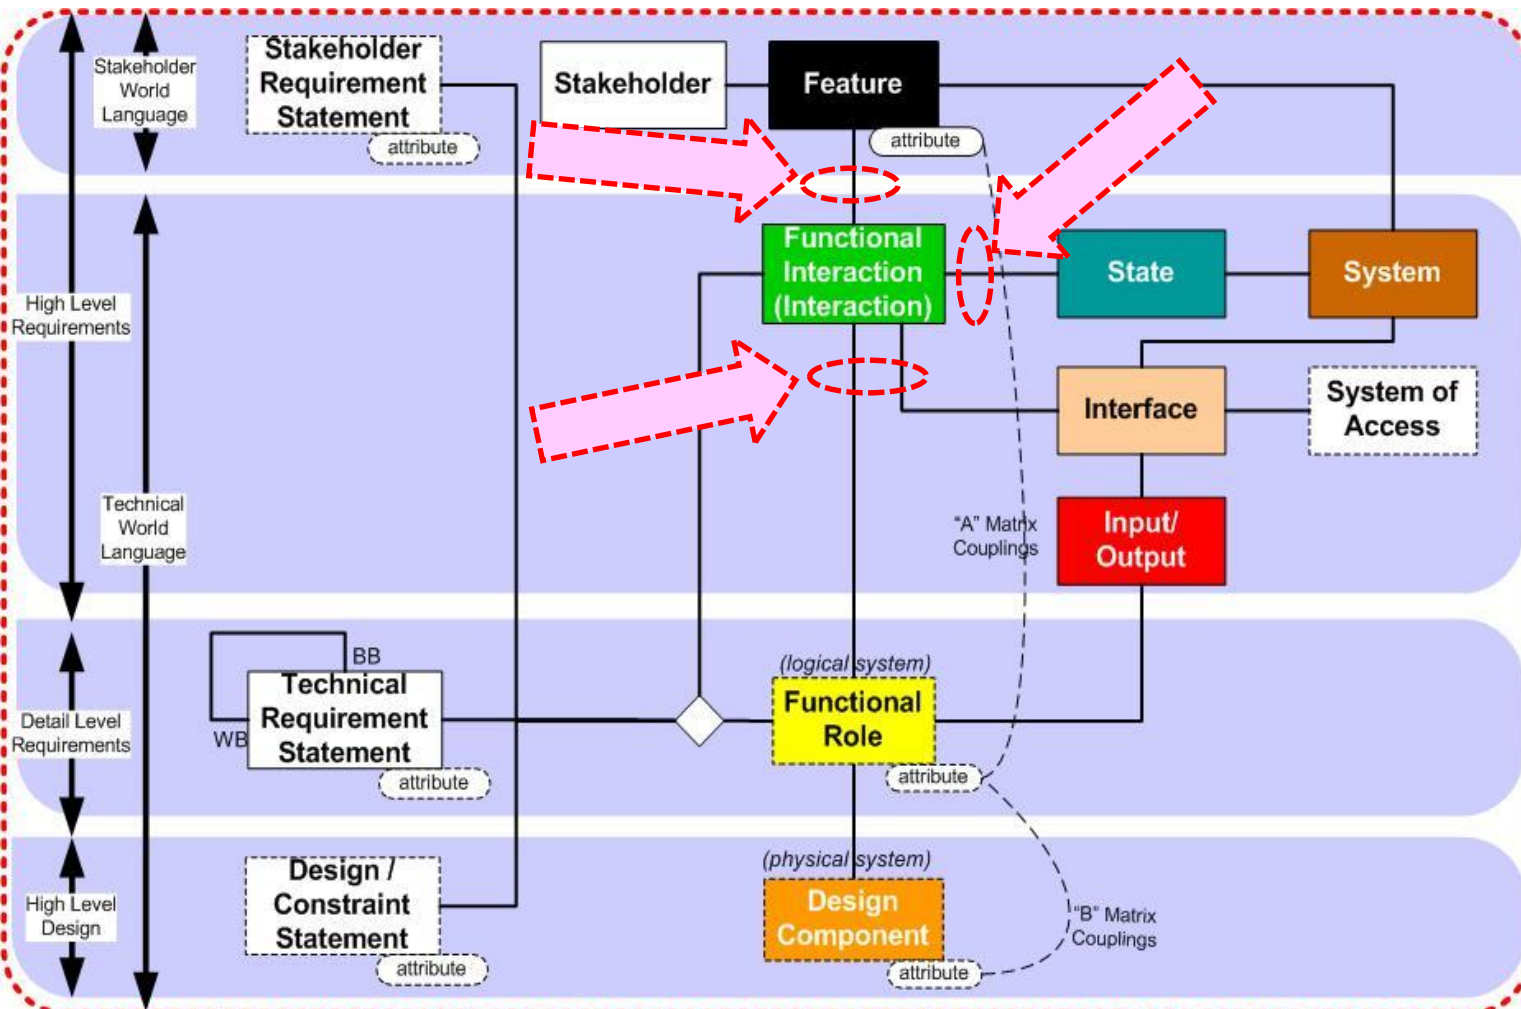 Stakeholder
World
Language
Stakeholder
Requirement
Statement
attribute
Stakeholder
Feature
attribute
High Level
Requirements
Technical
World
Language
Functional
Interaction
(Interaction)
State
System
Interface
System of
Access
"A" Matrix
Couplings
Input/
Output
Detail Level
Requirements
BB
WB
Technical
Requirement
Statement
attribute
(logical system)
Functional
Role
attribute
High Level
Design
Design /
Constraint
Statement
attribute
(physical system)
Design
Component
attribute
"B" Matrix
Couplings